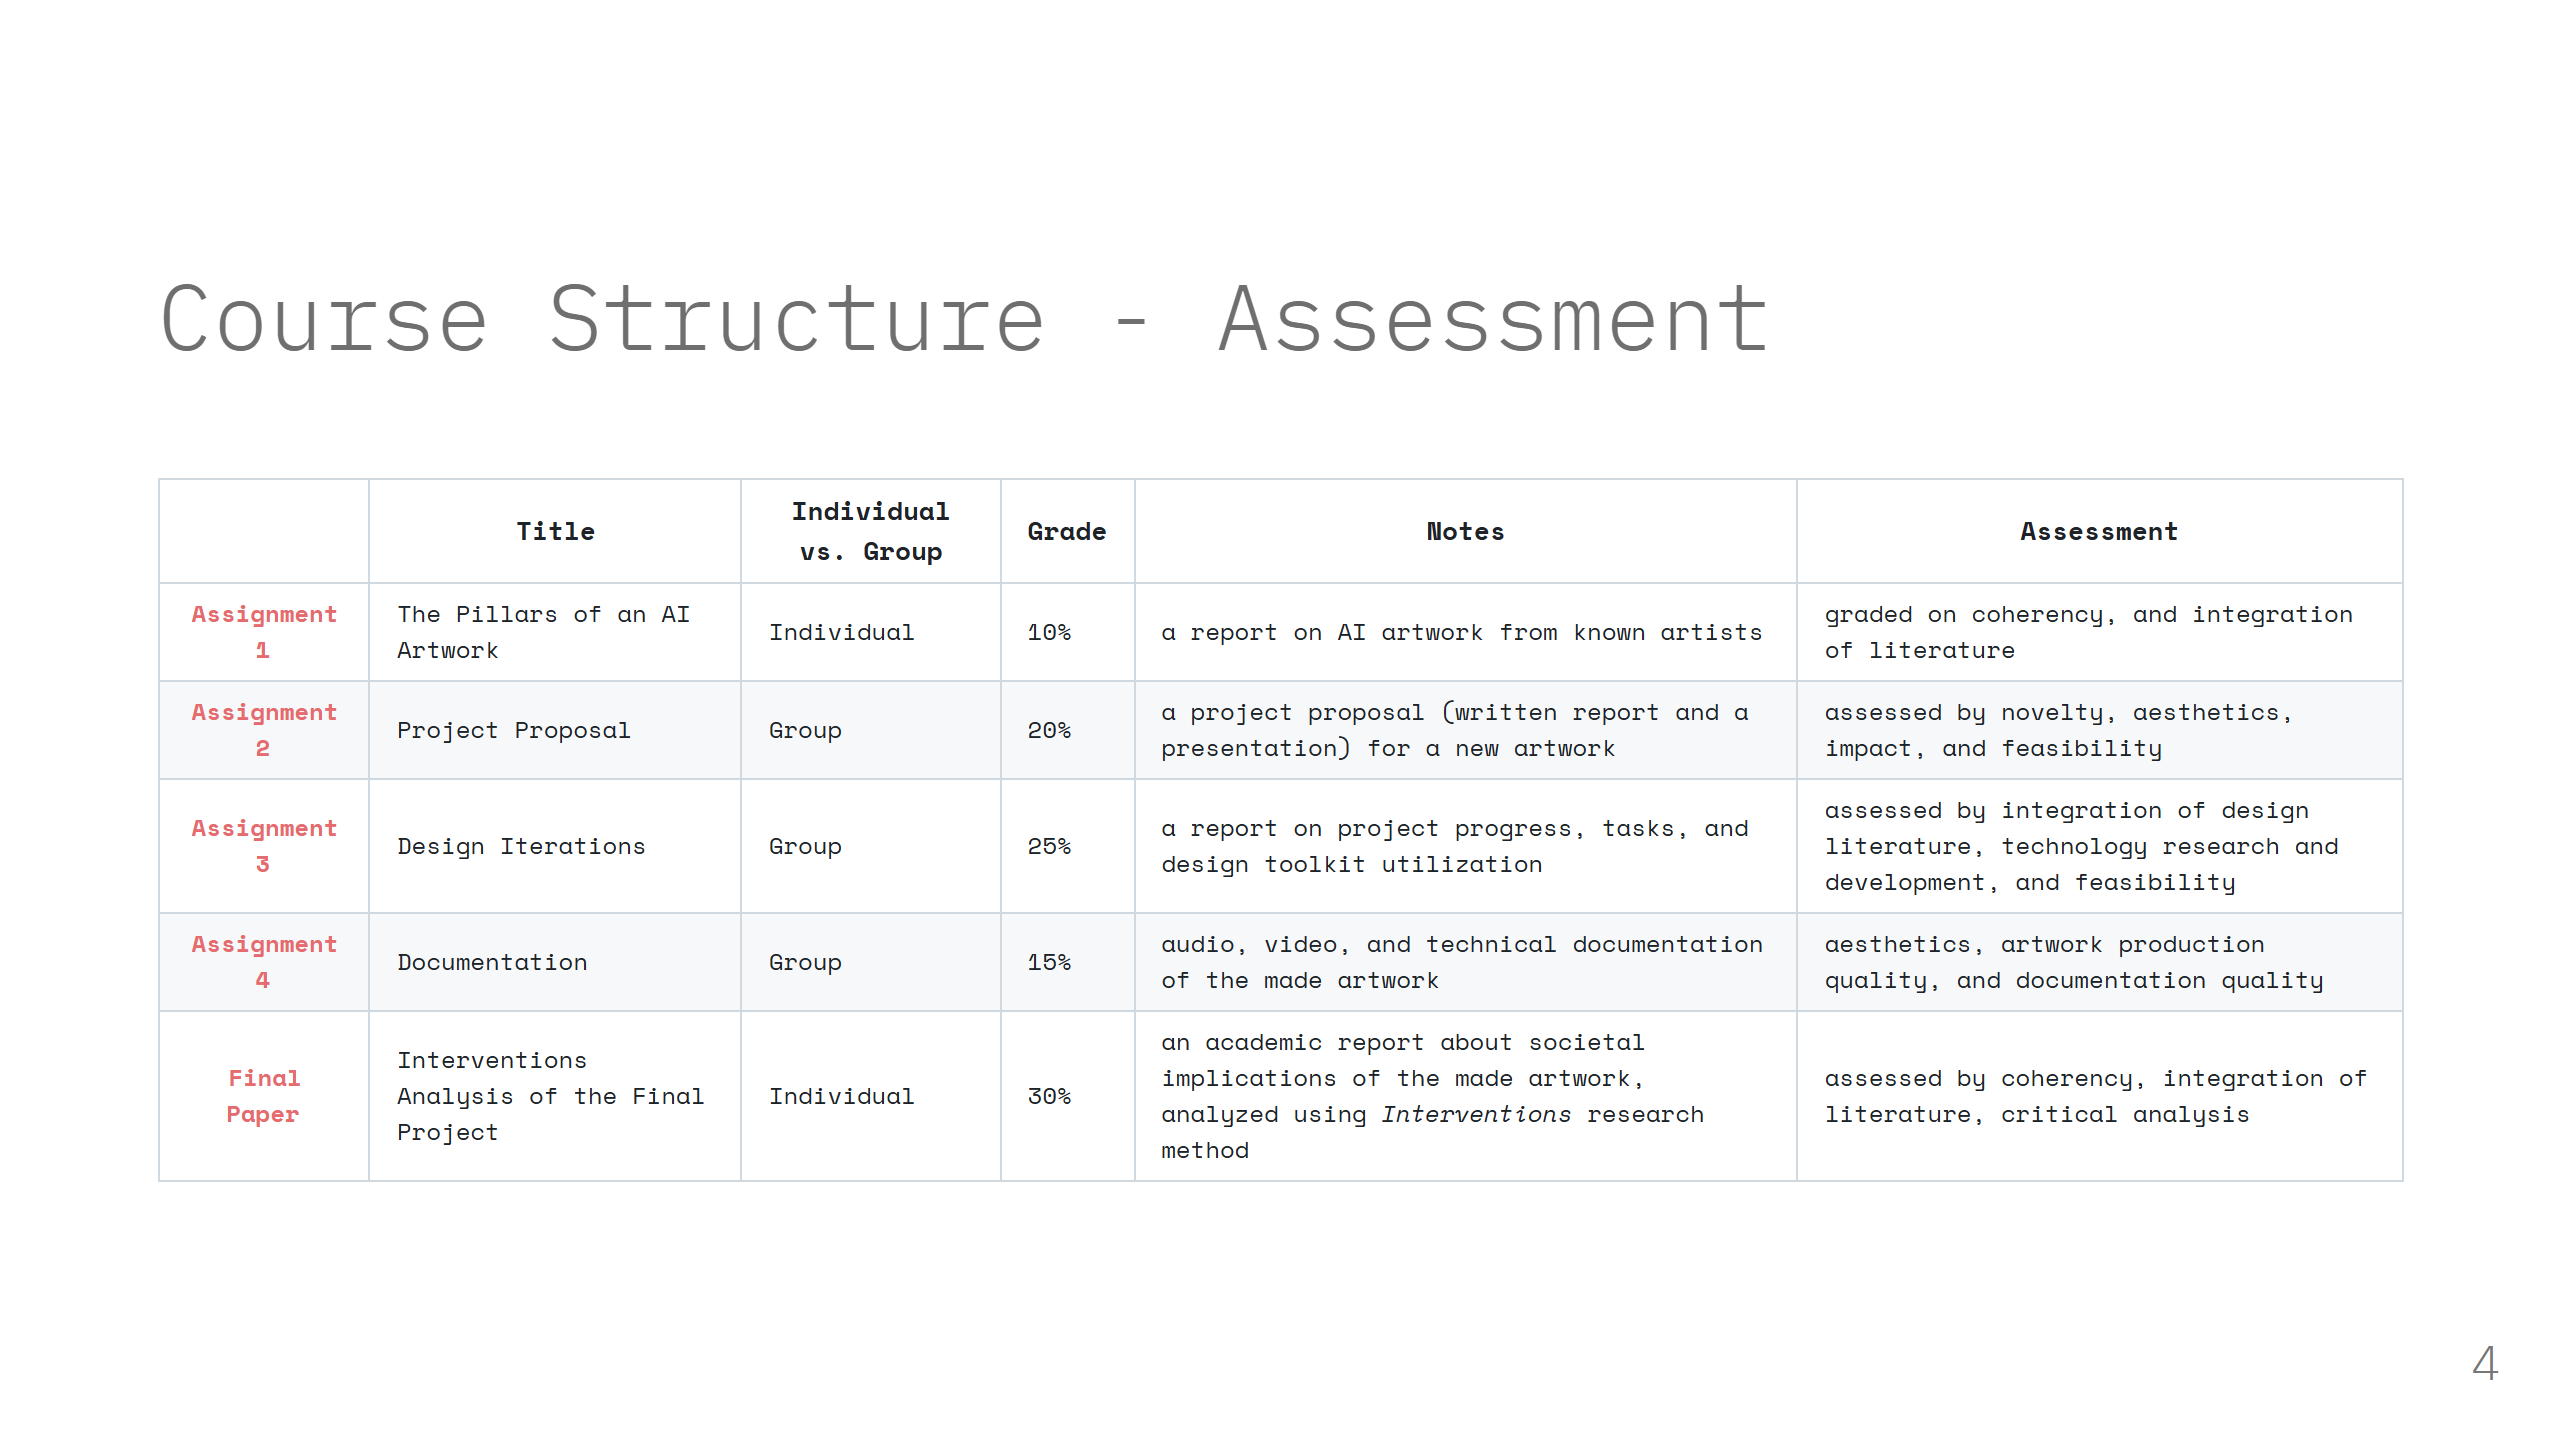 Course Structure - Assessment
Title
Individual
vs. Group
Grade
Notes
Assessment
Assignment
1
The Pillars of an AI
Artwork
Individual
10%
a report on AI artwork from known artists
graded on coherency, and integration
of literature
Assignment
2
Project Proposal
Group
20%
a project proposal (written report and a
presentation) for a new artwork
assessed by novelty, aesthetics,
impact, and feasibility
Assignment
3
Design Iterations
Group
25%
a report on project progress, tasks, and
design toolkit utilization
assessed by integration of design
literature, technology research and
development, and feasibility
Assignment
4
Documentation
Group
15%
audio, video, and technical documentation
of the made artwork
aesthetics, artwork production
quality, and documentation quality
Final
Paper
Interventions
Analysis of the Final
Project
Individual
30%
an academic report about societal
implications of the made artwork,
analyzed using Interventions research
method
assessed by coherency, integration of
literature, critical analysis
4